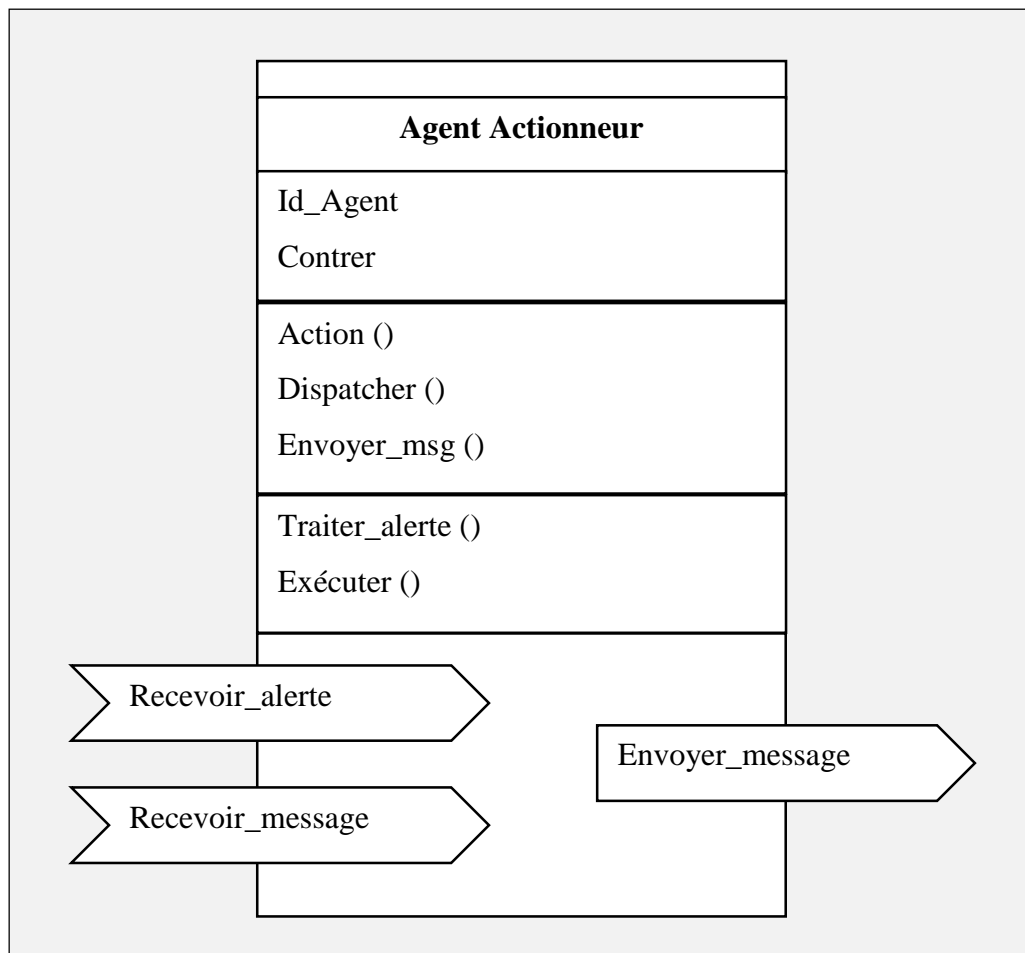 Agent Actionneur
Id_Agent
Contrer
Action ()
Dispatcher ()
Envoyer_msg ()
Traiter_alerte ()
Exécuter ()
Recevoir_alerte
Envoyer_message
Recevoir_message